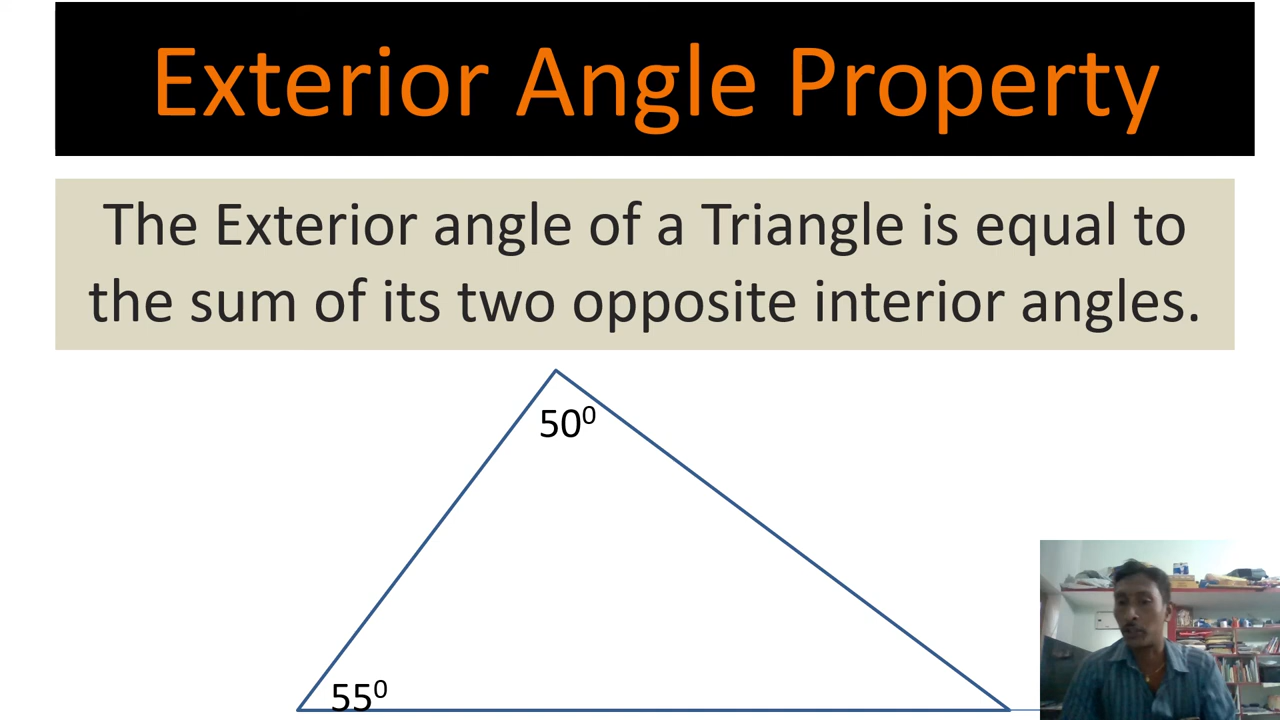 Exterior Angle Property
The Exterior angle of a Triangle is equal to
the sum of its two opposite interior angles.
50⁰
55⁰